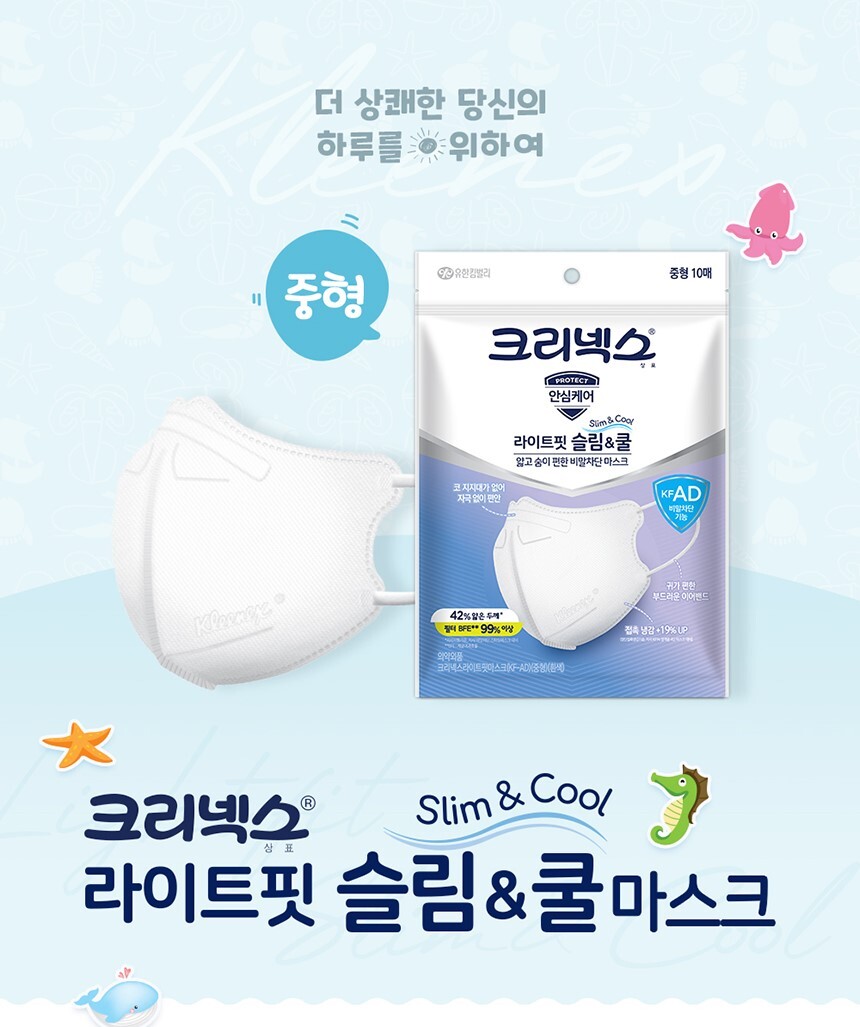 더 상쾌한 당신의
하루를 위하여
Kleenex
중형
유한킴벌리
중형 10매
크리넥스®
상 표
PROTECT
안심케어
Slim & Cool
라이트핏 슬림&쿨
얇고 숨이 편한 비말차단 마스크
코 지지대가 없어
자국 없이 편안
KF AD
비말차단
기능
귀가 편한
부드러운 이어밴드
42% 얇은 두께*
필터 BFE** 99% 이상
접촉 냉감 +19% UP
의약외품
크리넥스라이트핏마스크(KF-AD)(중형)(흰색)
Kleenex®
크리넥스®
상 표
Slim & Cool
라이트핏 슬림&쿨 마스크